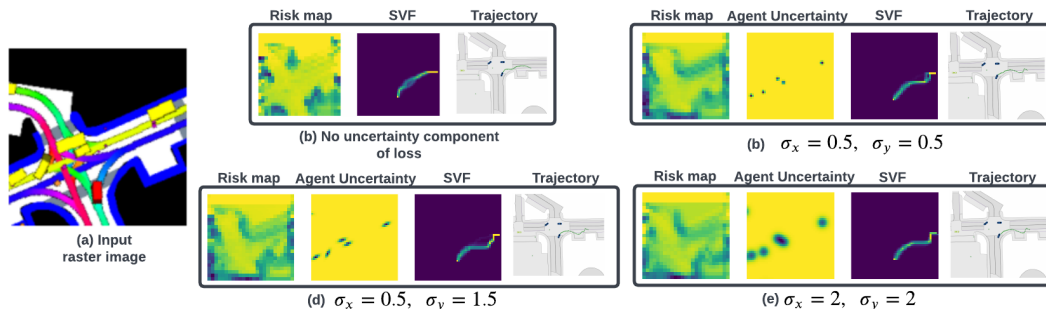 Risk map SVF Trajectory
(b) No uncertainty component
of loss
Risk map Agent Uncertainty SVF Trajectory
(b) σx = 0.5, σy = 0.5
(a) Input
raster image
Risk map Agent Uncertainty SVF Trajectory
(d) σx = 0.5, σy = 1.5
Risk map Agent Uncertainty SVF Trajectory
(e) σx = 2, σy = 2